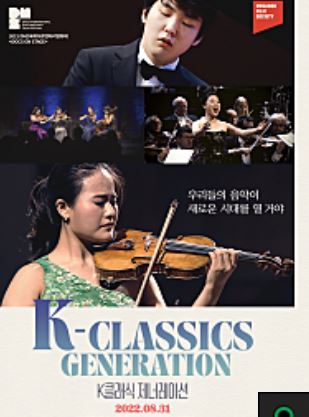 우리들의 음악이
새로운 시대를 열 거야
K-CLASSICS
GENERATION
K클래식 제너레이션
2022.08.31